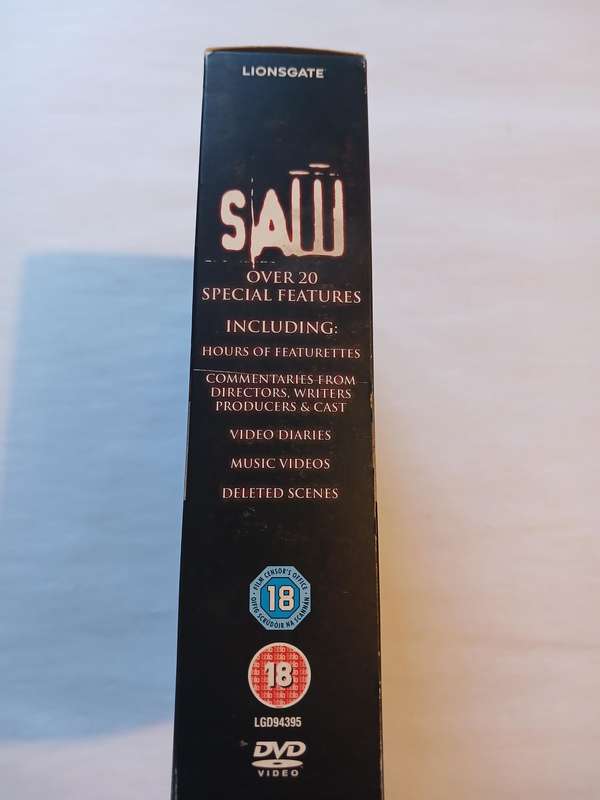 LIONSGATE
SAW
OVER 20
SPECIAL FEATURES
INCLUDING:
HOURS OF FEATURETTES
COMMENTARIES FROM
DIRECTORS, WRITERS
PRODUCERS & CAST
VIDEO DIARIES
MUSIC VIDEOS
DELETED SCENES
FILM CENSOR'S OFFICE
18
OIFIG SCRÚDÓIR NA SCANNÁN
18
LGD94395
DVD
VIDEO